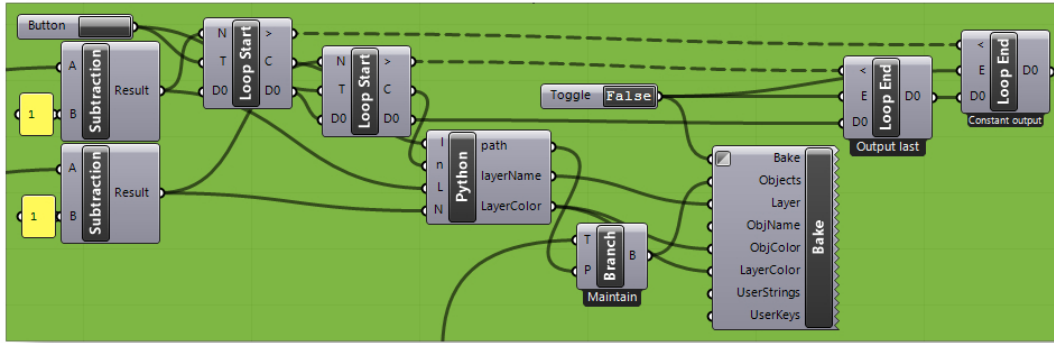 Button
A
B
Subtraction
Result
1
A
B
Subtraction
Result
1
N
T
D0
Loop Start
>
C
D0
N
T
D0
Loop Start
>
C
D0
I
n
L
N
Python
path
layerName
LayerColor
Toggle False
T
P
Branch
B
Maintain
Bake
Objects
Layer
ObjName
ObjColor
LayerColor
UserStrings
UserKeys
Bake
<
E
D0
Loop End
D0
Output last
<
E
D0
Loop End
D0
Constant output